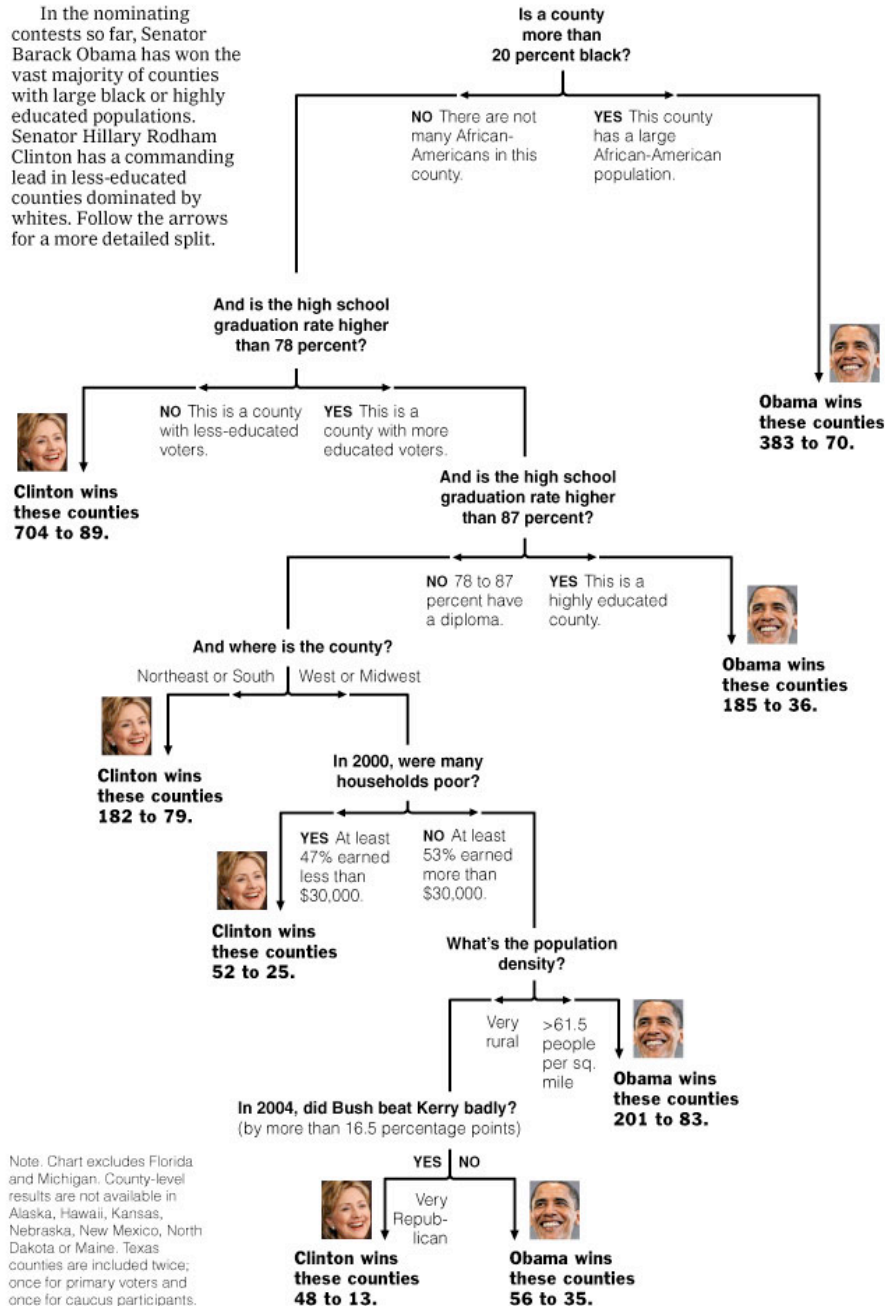 In the nominating
contests so far, Senator
Barack Obama has won the
vast majority of counties
with large black or highly
educated populations.
Senator Hillary Rodham
Clinton has a commanding
lead in less-educated
counties dominated by
whites. Follow the arrows
for a more detailed split.
Is a county
more than
20 percent black?
NO There are not
many African-
Americans in this
county.
YES This county
has a large
African-American
population.
And is the high school
graduation rate higher
than 78 percent?
Obama wins
these counties
383 to 70.
NO This is a county
with less-educated
voters.
YES This is a
county with more
educated voters.
Clinton wins
these counties
704 to 89.
And is the high school
graduation rate higher
than 87 percent?
NO 78 to 87
percent have
a diploma.
YES This is a
highly educated
county.
Obama wins
these counties
185 to 36.
And where is the county?
Northeast or South
West or Midwest
Clinton wins
these counties
182 to 79.
In 2000, were many
households poor?
YES At least
47% earned
less than
$30,000.
NO At least
53% earned
more than
$30,000.
Clinton wins
these counties
52 to 25.
What's the population
density?
Very
rural
>61.5
people
per sq.
mile
Obama wins
these counties
201 to 83.
In 2004, did Bush beat Kerry badly?
(by more than 16.5 percentage points)
YES
NO
Very
Repub-
lican
Clinton wins
these counties
48 to 13.
Obama wins
these counties
56 to 35.
Note. Chart excludes Florida
and Michigan. County-level
results are not available in
Alaska, Hawaii, Kansas,
Nebraska, New Mexico, North
Dakota or Maine. Texas
counties are included twice;
once for primary voters and
once for caucus participants.